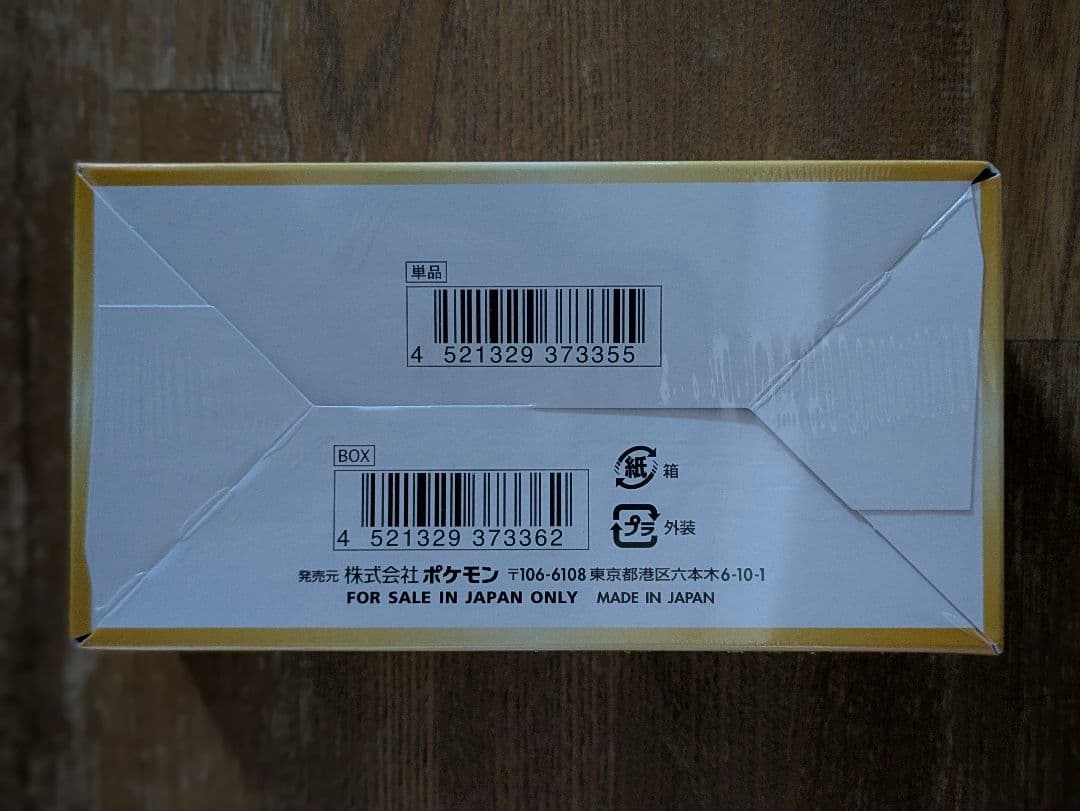 単品
4 521329 373355
BOX
4 521329 373362
紙 箱
プラ 外装
発売元 株式会社ポケモン 〒106-6108 東京都港区六本木6-10-1
FOR SALE IN JAPAN ONLY MADE IN JAPAN